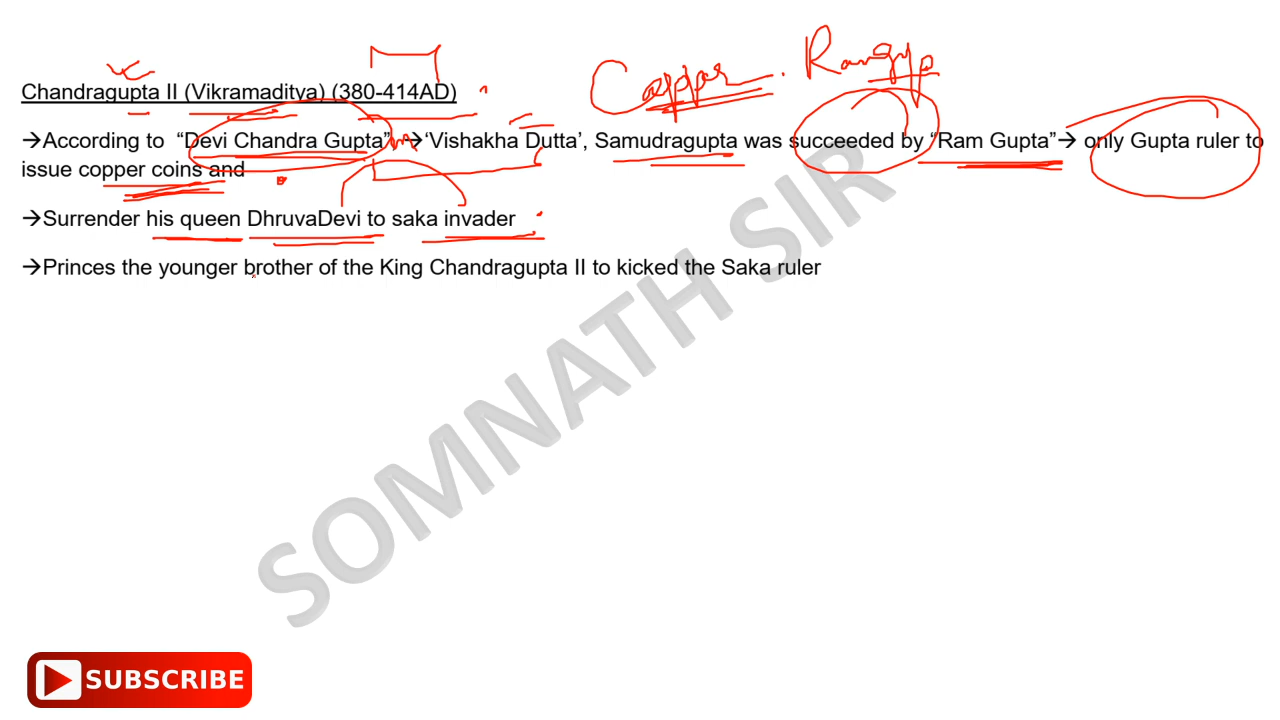 Chandragupta II (Vikramaditya) (380-414AD)
→According to “Devi Chandra Gupta” → ‘Vishakha Dutta’, Samudragupta was succeeded by “Ram Gupta”→ only Gupta ruler to
issue copper coins and
→Surrender his queen DhruvaDevi to saka invader
→Princes the younger brother of the King Chandragupta II to kicked the Saka ruler
SOMNATH SIR
SUBSCRIBE